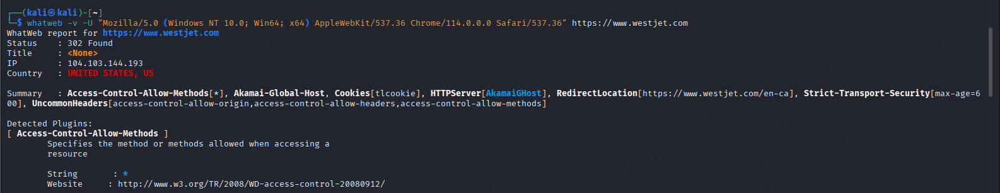 ┌──(kali㉿kali)-[~]
└─$ whatweb -v -U "Mozilla/5.0 (Windows NT 10.0; Win64; x64) AppleWebKit/537.36 Chrome/114.0.0.0 Safari/537.36" https://www.westjet.com
WhatWeb report for https://www.westjet.com
Status    : 302 Found
Title     : <None>
IP        : 104.103.144.193
Country   : UNITED STATES, US
Summary   : Access-Control-Allow-Methods[*], Akamai-Global-Host, Cookies[tlcookie], HTTPServer[AkamaiGHost], RedirectLocation[https://www.westjet.com/en-ca], Strict-Transport-Security[max-age=6
00], UncommonHeaders[access-control-allow-origin,access-control-allow-headers,access-control-allow-methods]
Detected Plugins:
[ Access-Control-Allow-Methods ]
Specifies the method or methods allowed when accessing a
resource
String       : *
Website     : http://www.w3.org/TR/2008/WD-access-control-20080912/